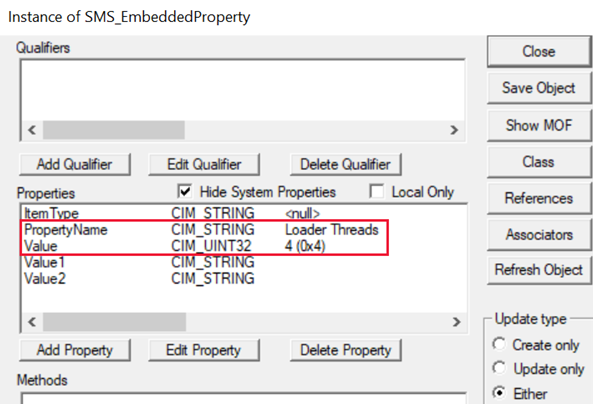 Instance of SMS_EmbeddedProperty
Qualifiers
Close
Save Object
Show MOF
Class
References
Associators
Refresh Object
< >
Add Qualifier Edit Qualifier Delete Qualifier
Properties Hide System Properties Local Only
ItemType CIM_STRING <null>
PropertyName CIM_STRING Loader Threads
Value CIM_UINT32 4 (0x4)
Value1 CIM_STRING
Value2 CIM_STRING
< >
Add Property Edit Property Delete Property
Methods
Update type
Create only
Update only
Either